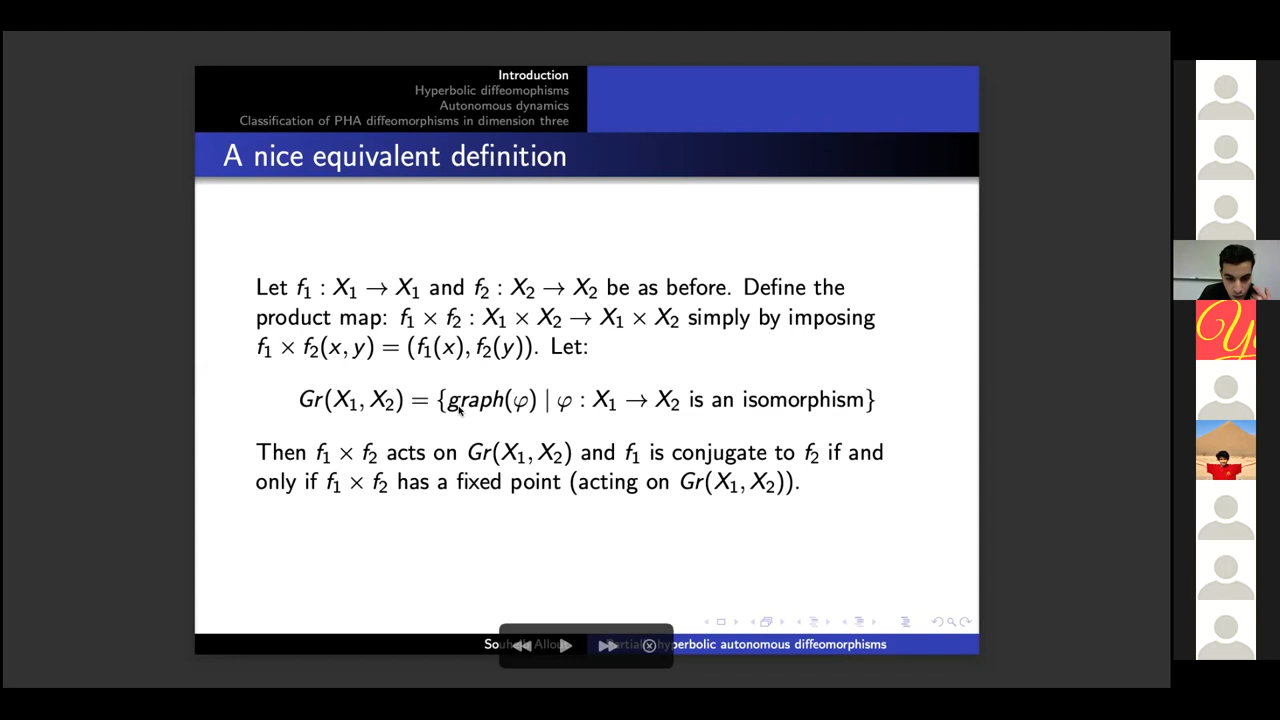 Introduction
Hyperbolic diffeomophisms
Autonomous dynamics
Classification of PHA diffeomorphisms in dimension three
A nice equivalent definition
Let f₁ : X₁ → X₁ and f₂ : X₂ → X₂ be as before. Define the
product map: f₁ × f₂ : X₁ × X₂ → X₁ × X₂ simply by imposing
f₁ × f₂(x, y) = (f₁(x), f₂(y)). Let:
Gr(X₁, X₂) = {graph(φ) | φ : X₁ → X₂ is an isomorphism}
Then f₁ × f₂ acts on Gr(X₁, X₂) and f₁ is conjugate to f₂ if and
only if f₁ × f₂ has a fixed point (acting on Gr(X₁, X₂)).
hyperbolic autonomous diffeomorphisms